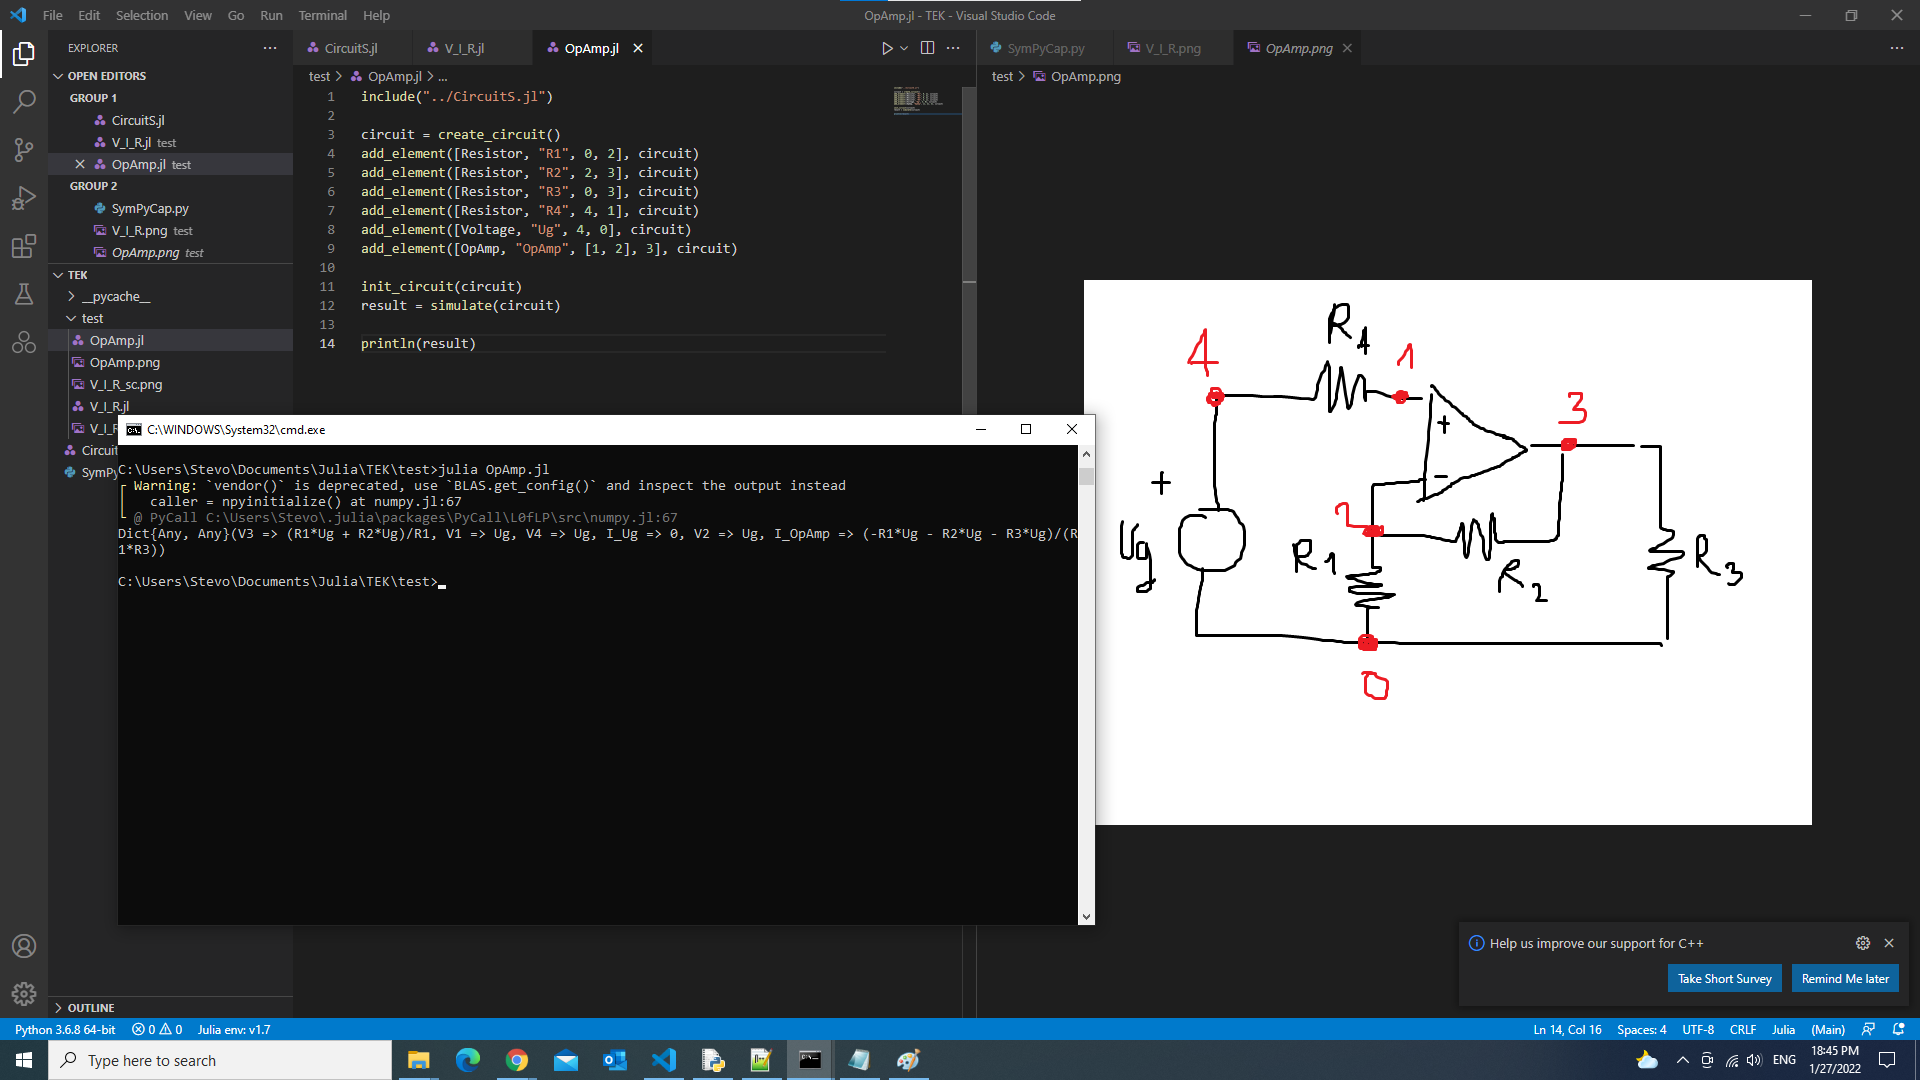 File Edit Selection View Go Run Terminal Help
OpAmp.jl - TEK - Visual Studio Code
EXPLORER
OPEN EDITORS
GROUP 1
CircuitS.jl
V_I_R.jl test
OpAmp.jl test
GROUP 2
SymPyCap.py
V_I_R.png test
OpAmp.png test
TEK
__pycache__
test
OpAmp.jl
OpAmp.png
V_I_R_sc.png
V_I_R.jl
V_I_R
Circuit
SymPy
OUTLINE
CircuitS.jl V_I_R.jl OpAmp.jl
test > OpAmp.jl > ...
1 include("../CircuitS.jl")
2
3 circuit = create_circuit()
4 add_element([Resistor, "R1", 0, 2], circuit)
5 add_element([Resistor, "R2", 2, 3], circuit)
6 add_element([Resistor, "R3", 0, 3], circuit)
7 add_element([Resistor, "R4", 4, 1], circuit)
8 add_element([Voltage, "Ug", 4, 0], circuit)
9 add_element([OpAmp, "OpAmp", [1, 2], 3], circuit)
10
11 init_circuit(circuit)
12 result = simulate(circuit)
13
14 println(result)
C:\WINDOWS\System32\cmd.exe
C:\Users\Stevo\Documents\Julia\TEK\test>julia OpAmp.jl
Warning: `vendor()` is deprecated, use `BLAS.get_config()` and inspect the output instead
caller = npyinitialize() at numpy.jl:67
@ PyCall C:\Users\Stevo\.julia\packages\PyCall\L0fLP\src\numpy.jl:67
Dict{Any, Any}(V3 => (R1*Ug + R2*Ug)/R1, V1 => Ug, V4 => Ug, I_Ug => 0, V2 => Ug, I_OpAmp => (-R1*Ug - R2*Ug - R3*Ug)/(R
1*R3))
C:\Users\Stevo\Documents\Julia\TEK\test>
SymPyCap.py V_I_R.png OpAmp.png
test > OpAmp.png
4
1
+
-
3
+
Ug
2
R1
R2
R3
0
Help us improve our support for C++
Take Short Survey Remind Me later
Python 3.6.8 64-bit 0 0 Julia env: v1.7
Ln 14, Col 16 Spaces: 4 UTF-8 CRLF Julia (Main)
Type here to search
ENG
18:45 PM
1/27/2022